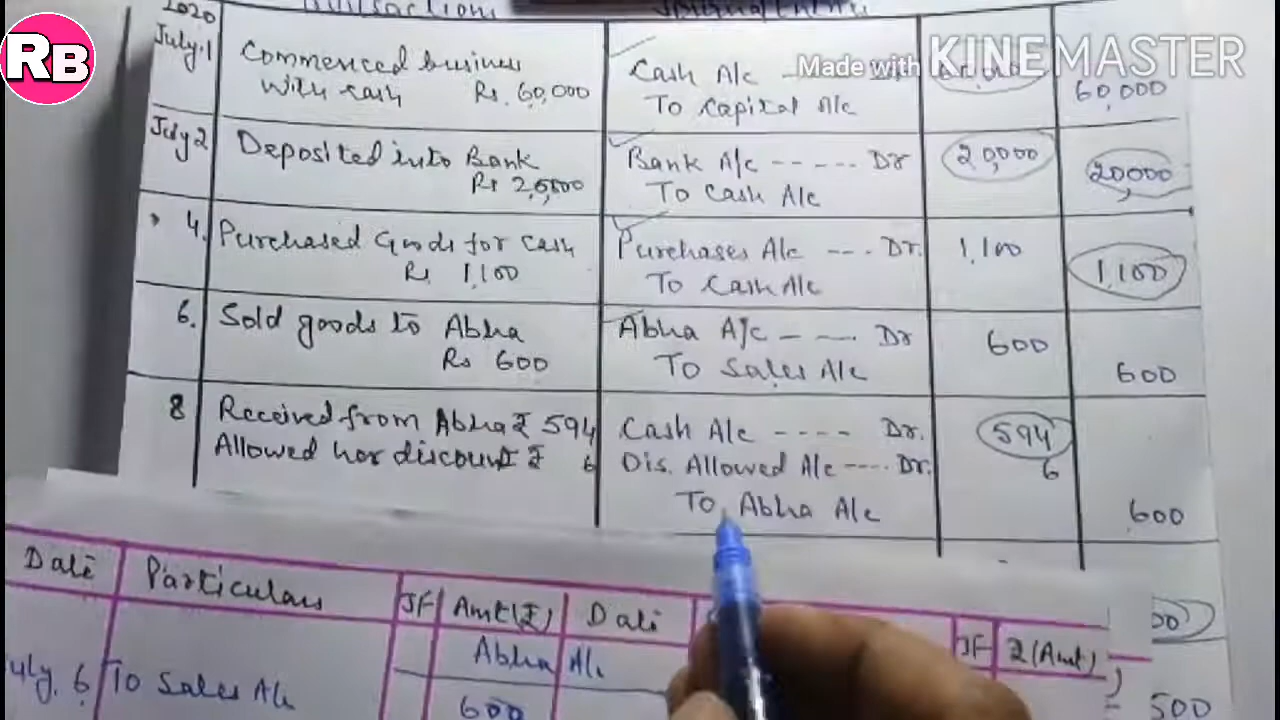 RB
Made with KINEMASTER
2020
July.1 Commenced business Cash A/c
with cash Rs. 60,000 To Capital A/c 60,000
July 2 Deposited into Bank Bank A/c ----- Dr 20,000
Rs 20,000 To Cash A/c 20,000
4. Purchased Goods for cash Purchases A/c --- Dr. 1,100
Rs 1,100 To Cash A/c 1,100
6. Sold goods to Abha Abha A/c - -- Dr 600
Rs 600 To Sales A/c 600
8 Received from Abha ₹ 594 Cash A/c ---- Dr. 594
Allowed her discount ₹ 6 Dis. Allowed A/c ---- Dr. 6
To Abha A/c 600
Date Particulars JF Amt(₹) Date JF ₹(Amt)
Abha A/c
July. 6 To Sales A/c 600 500